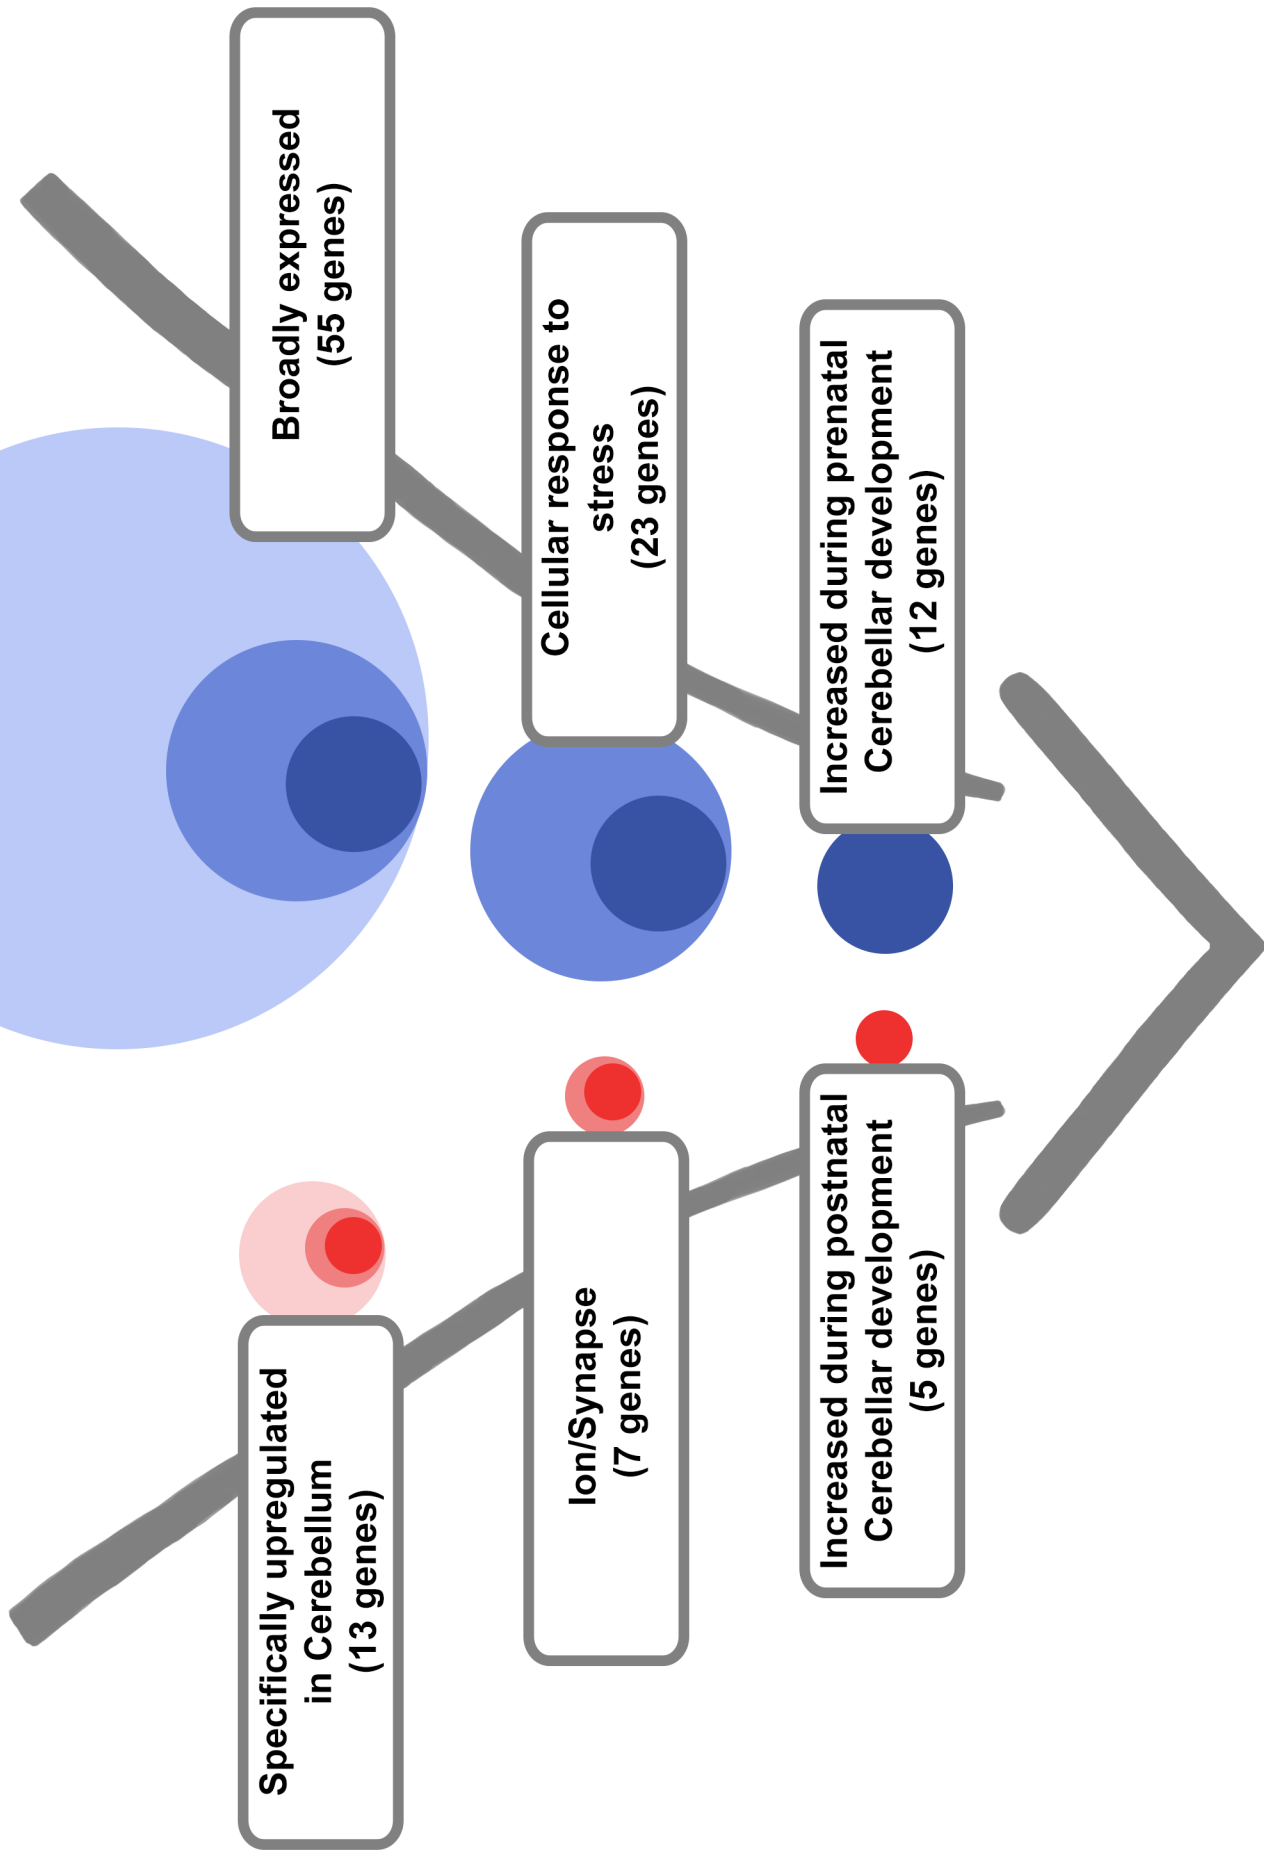 Specifically upregulated
in Cerebellum
(13 genes)
Broadly expressed
(55 genes)
Ion/Synapse
(7 genes)
Cellular response to
stress
(23 genes)
Increased during postnatal
Cerebellar development
(5 genes)
Increased during prenatal
Cerebellar development
(12 genes)